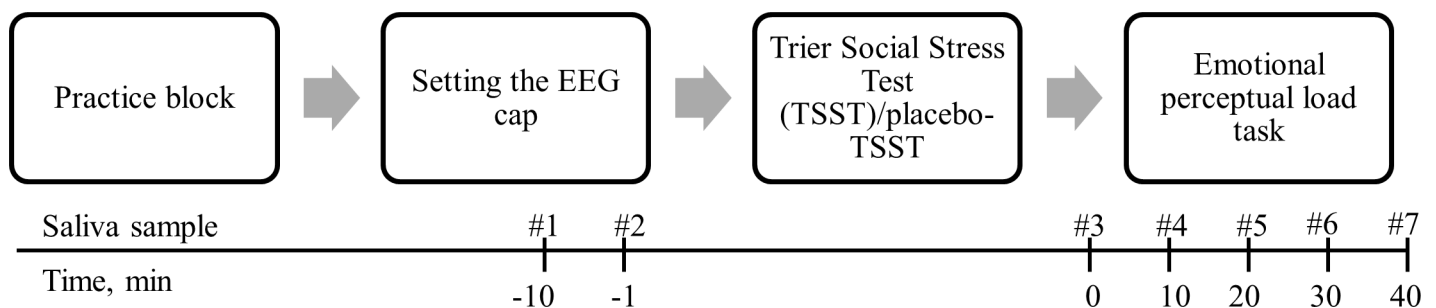 Practice block
Setting the EEG
cap
Trier Social Stress
Test
(TSST)/placebo-
TSST
Emotional
perceptual load
task
Saliva sample #1 #2 #3 #4 #5 #6 #7
Time, min -10 -1 0 10 20 30 40